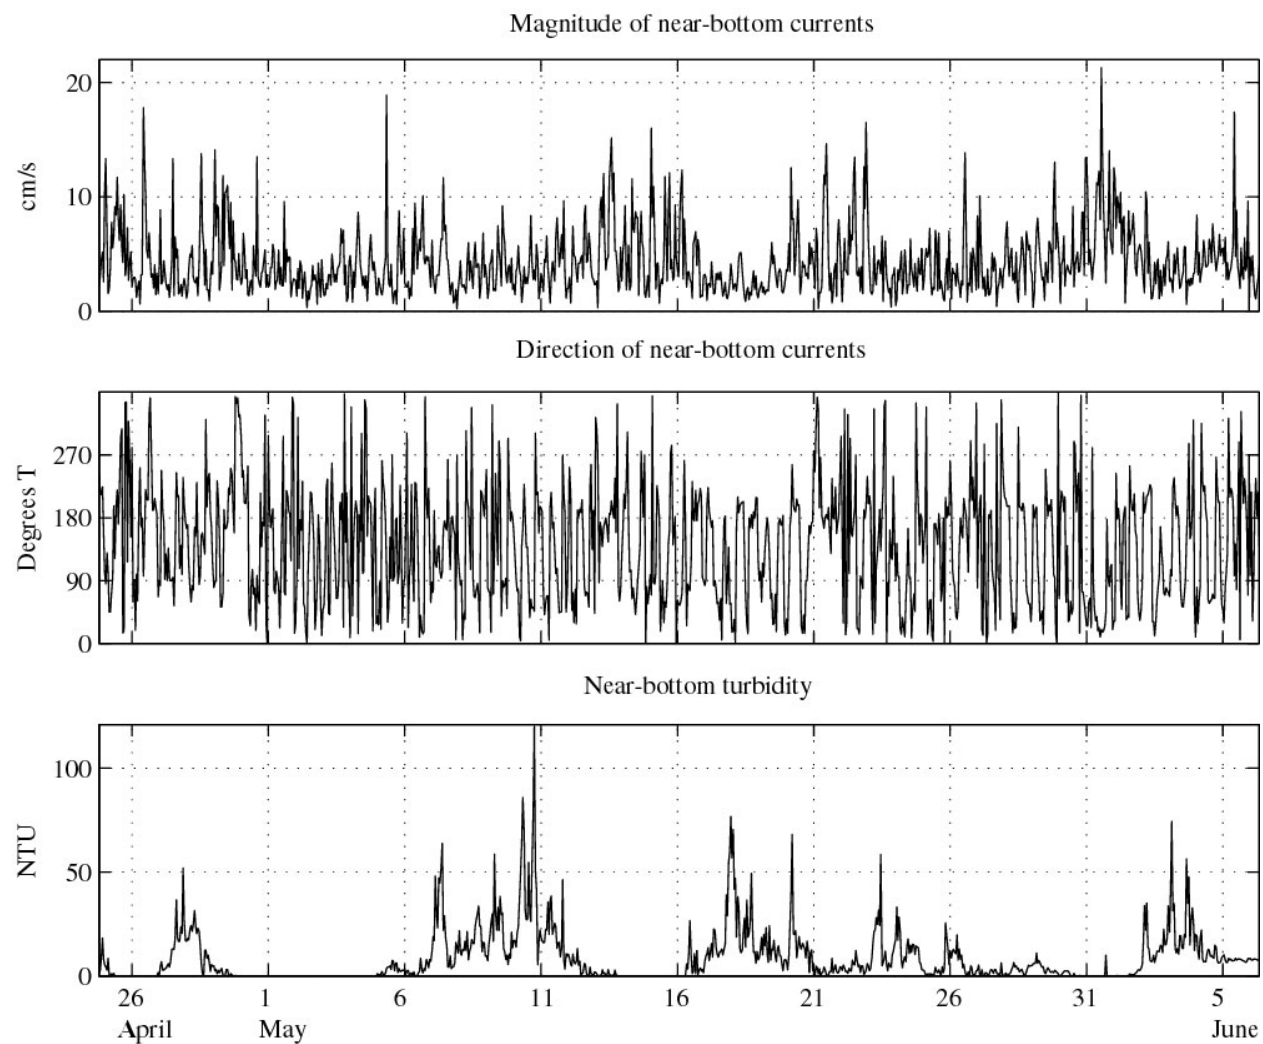 Magnitude of near-bottom currents
20
10
0
cm/s
Direction of near-bottom currents
270
180
90
0
Degrees T
Near-bottom turbidity
100
50
0
NTU
26 1 6 11 16 21 26 31 5
April May June